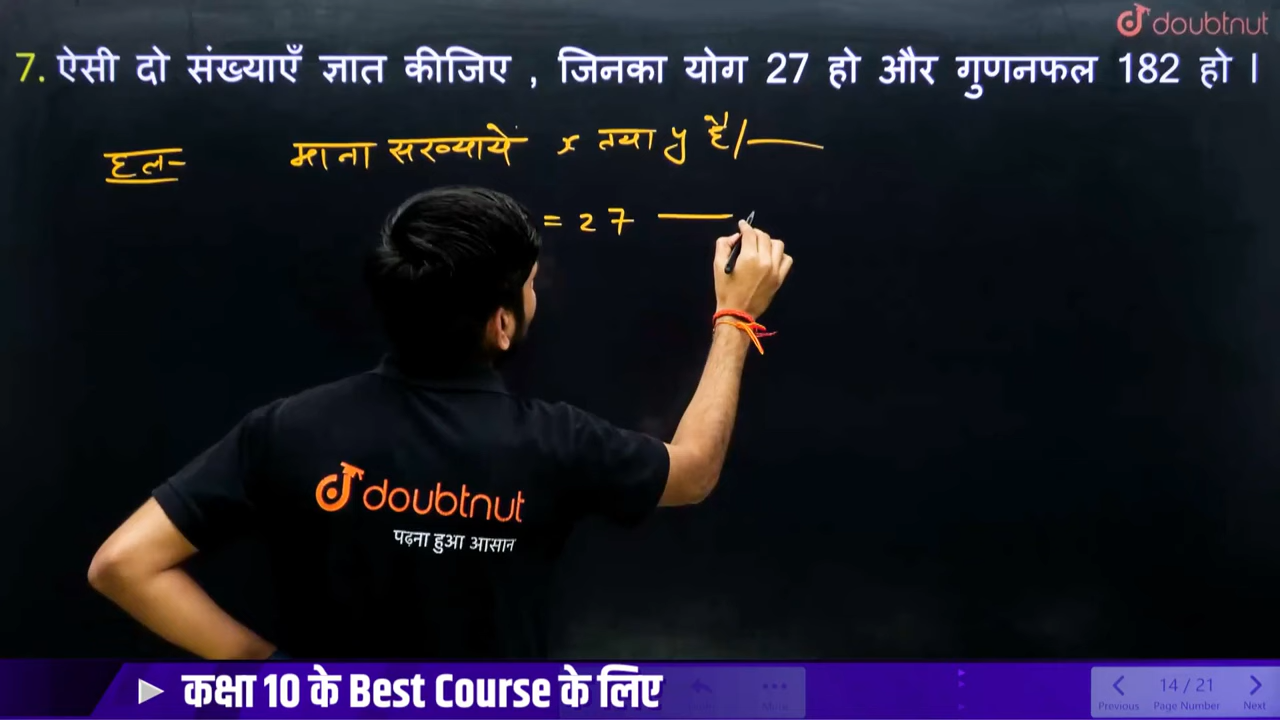 doubtnut
7. ऐसी दो संख्याएँ ज्ञात कीजिए , जिनका योग 27 हो और गुणनफल 182 हो ।
हल- माना सख्याये x तथा y है/
= 27
doubtnut
पढ़ना हुआ आसान
कक्षा 10 के Best Course के लिए
14 / 21
Previous Page Number Next